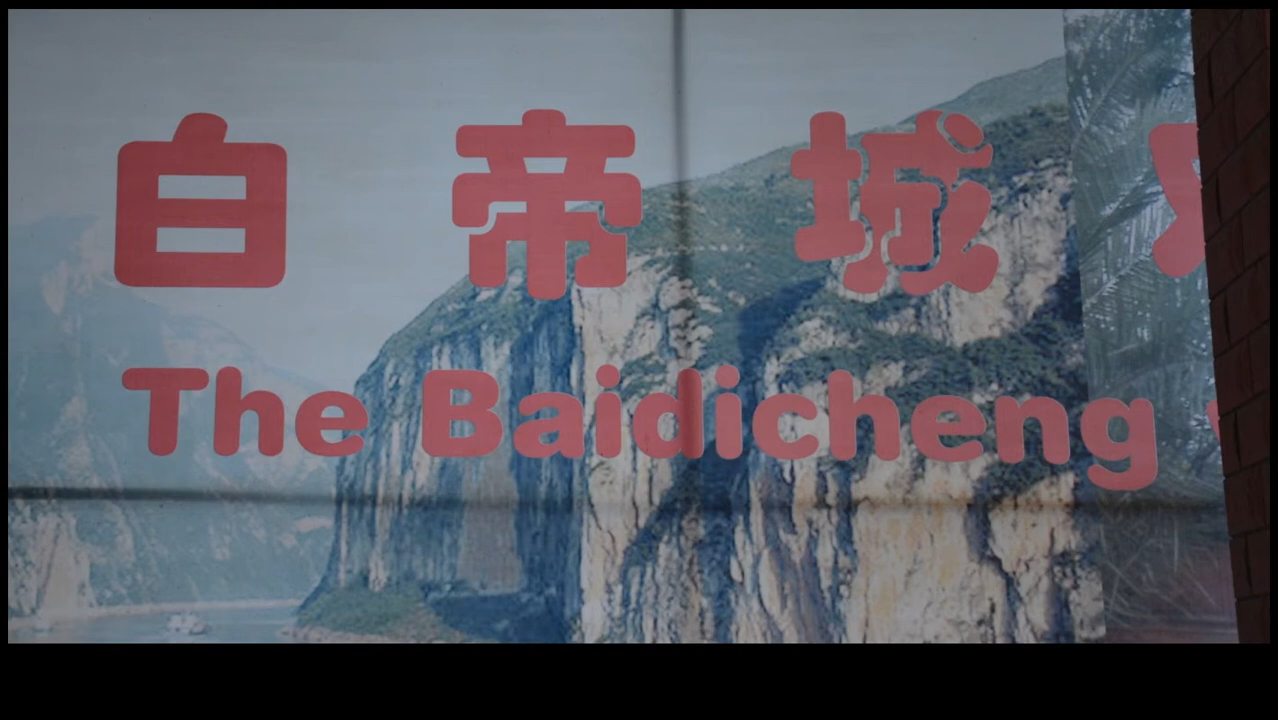 白帝城
The Baidicheng